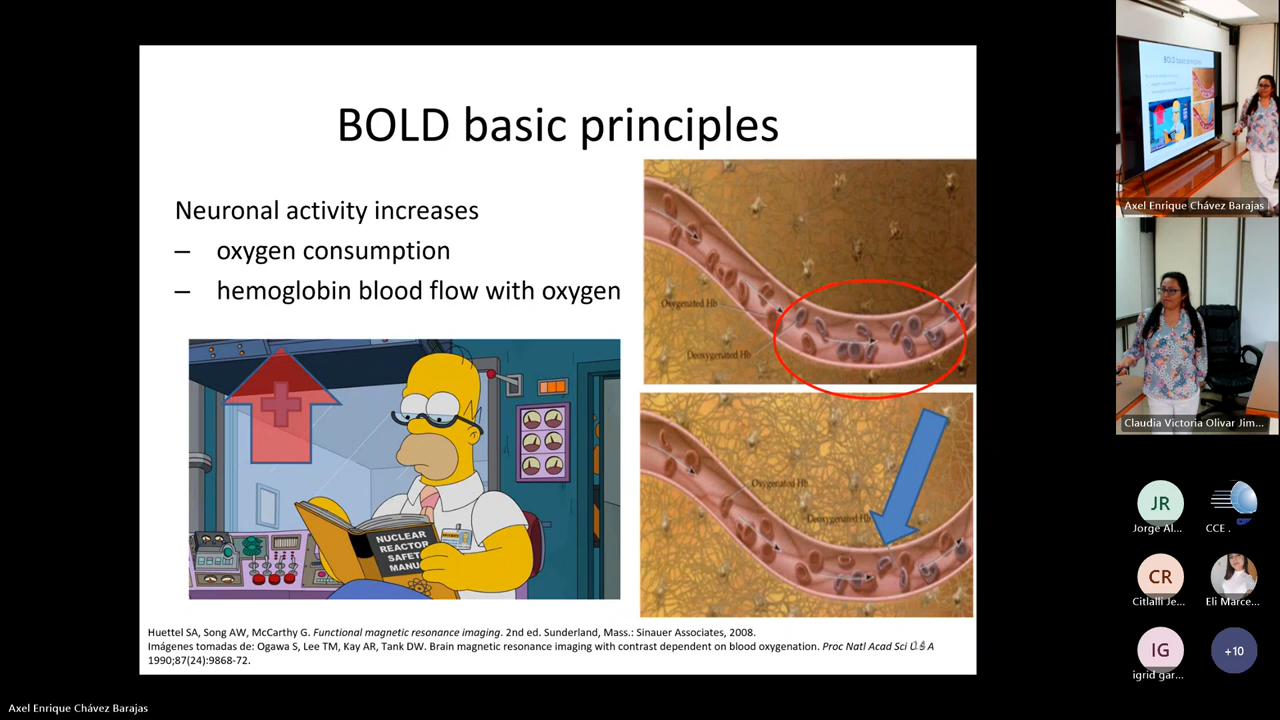 BOLD basic principles
Neuronal activity increases
– oxygen consumption
– hemoglobin blood flow with oxygen
Oxygenated Hb
Deoxygenated Hb
Oxygenated Hb
Deoxygenated Hb
NUCLEAR
REACTOR
SAFET
MANU
Huettel SA, Song AW, McCarthy G. Functional magnetic resonance imaging. 2nd ed. Sunderland, Mass.: Sinauer Associates, 2008.
Imágenes tomadas de: Ogawa S, Lee TM, Kay AR, Tank DW. Brain magnetic resonance imaging with contrast dependent on blood oxygenation. Proc Natl Acad Sci U S A
1990;87(24):9868-72.
BOLD basic principles
Axel Enrique Chávez Barajas
Claudia Victoria Olivar Jim...
JR
Jorge Al...
CCE .
CR
Citlalli Je...
Eli Marce...
IG
igrid gar...
+10
Axel Enrique Chávez Barajas